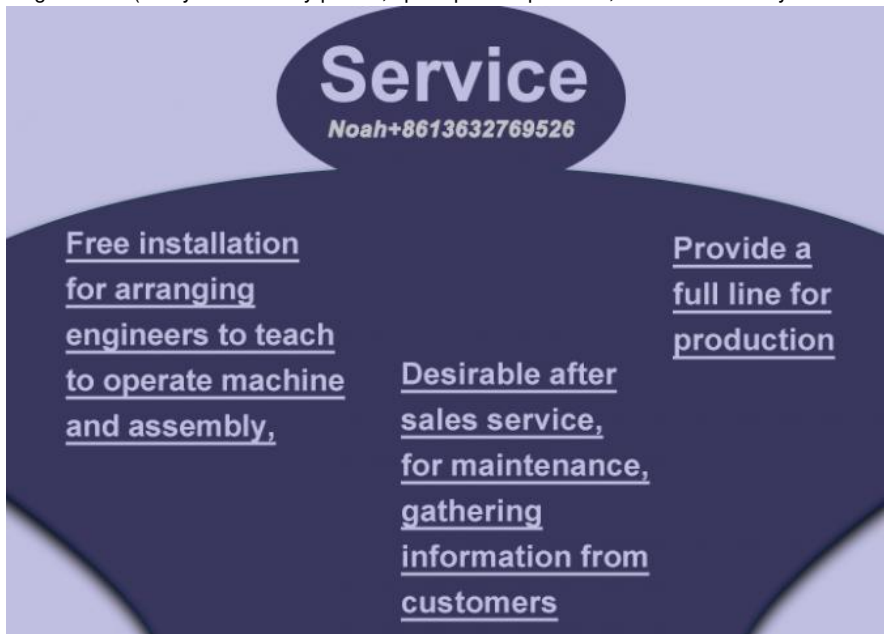 Service
Noah+8613632769526
Free installation
for arranging
engineers to teach
to operate machine
and assembly,
Desirable after
sales service,
for maintenance,
gathering
information from
customers
Provide a
full line for
production